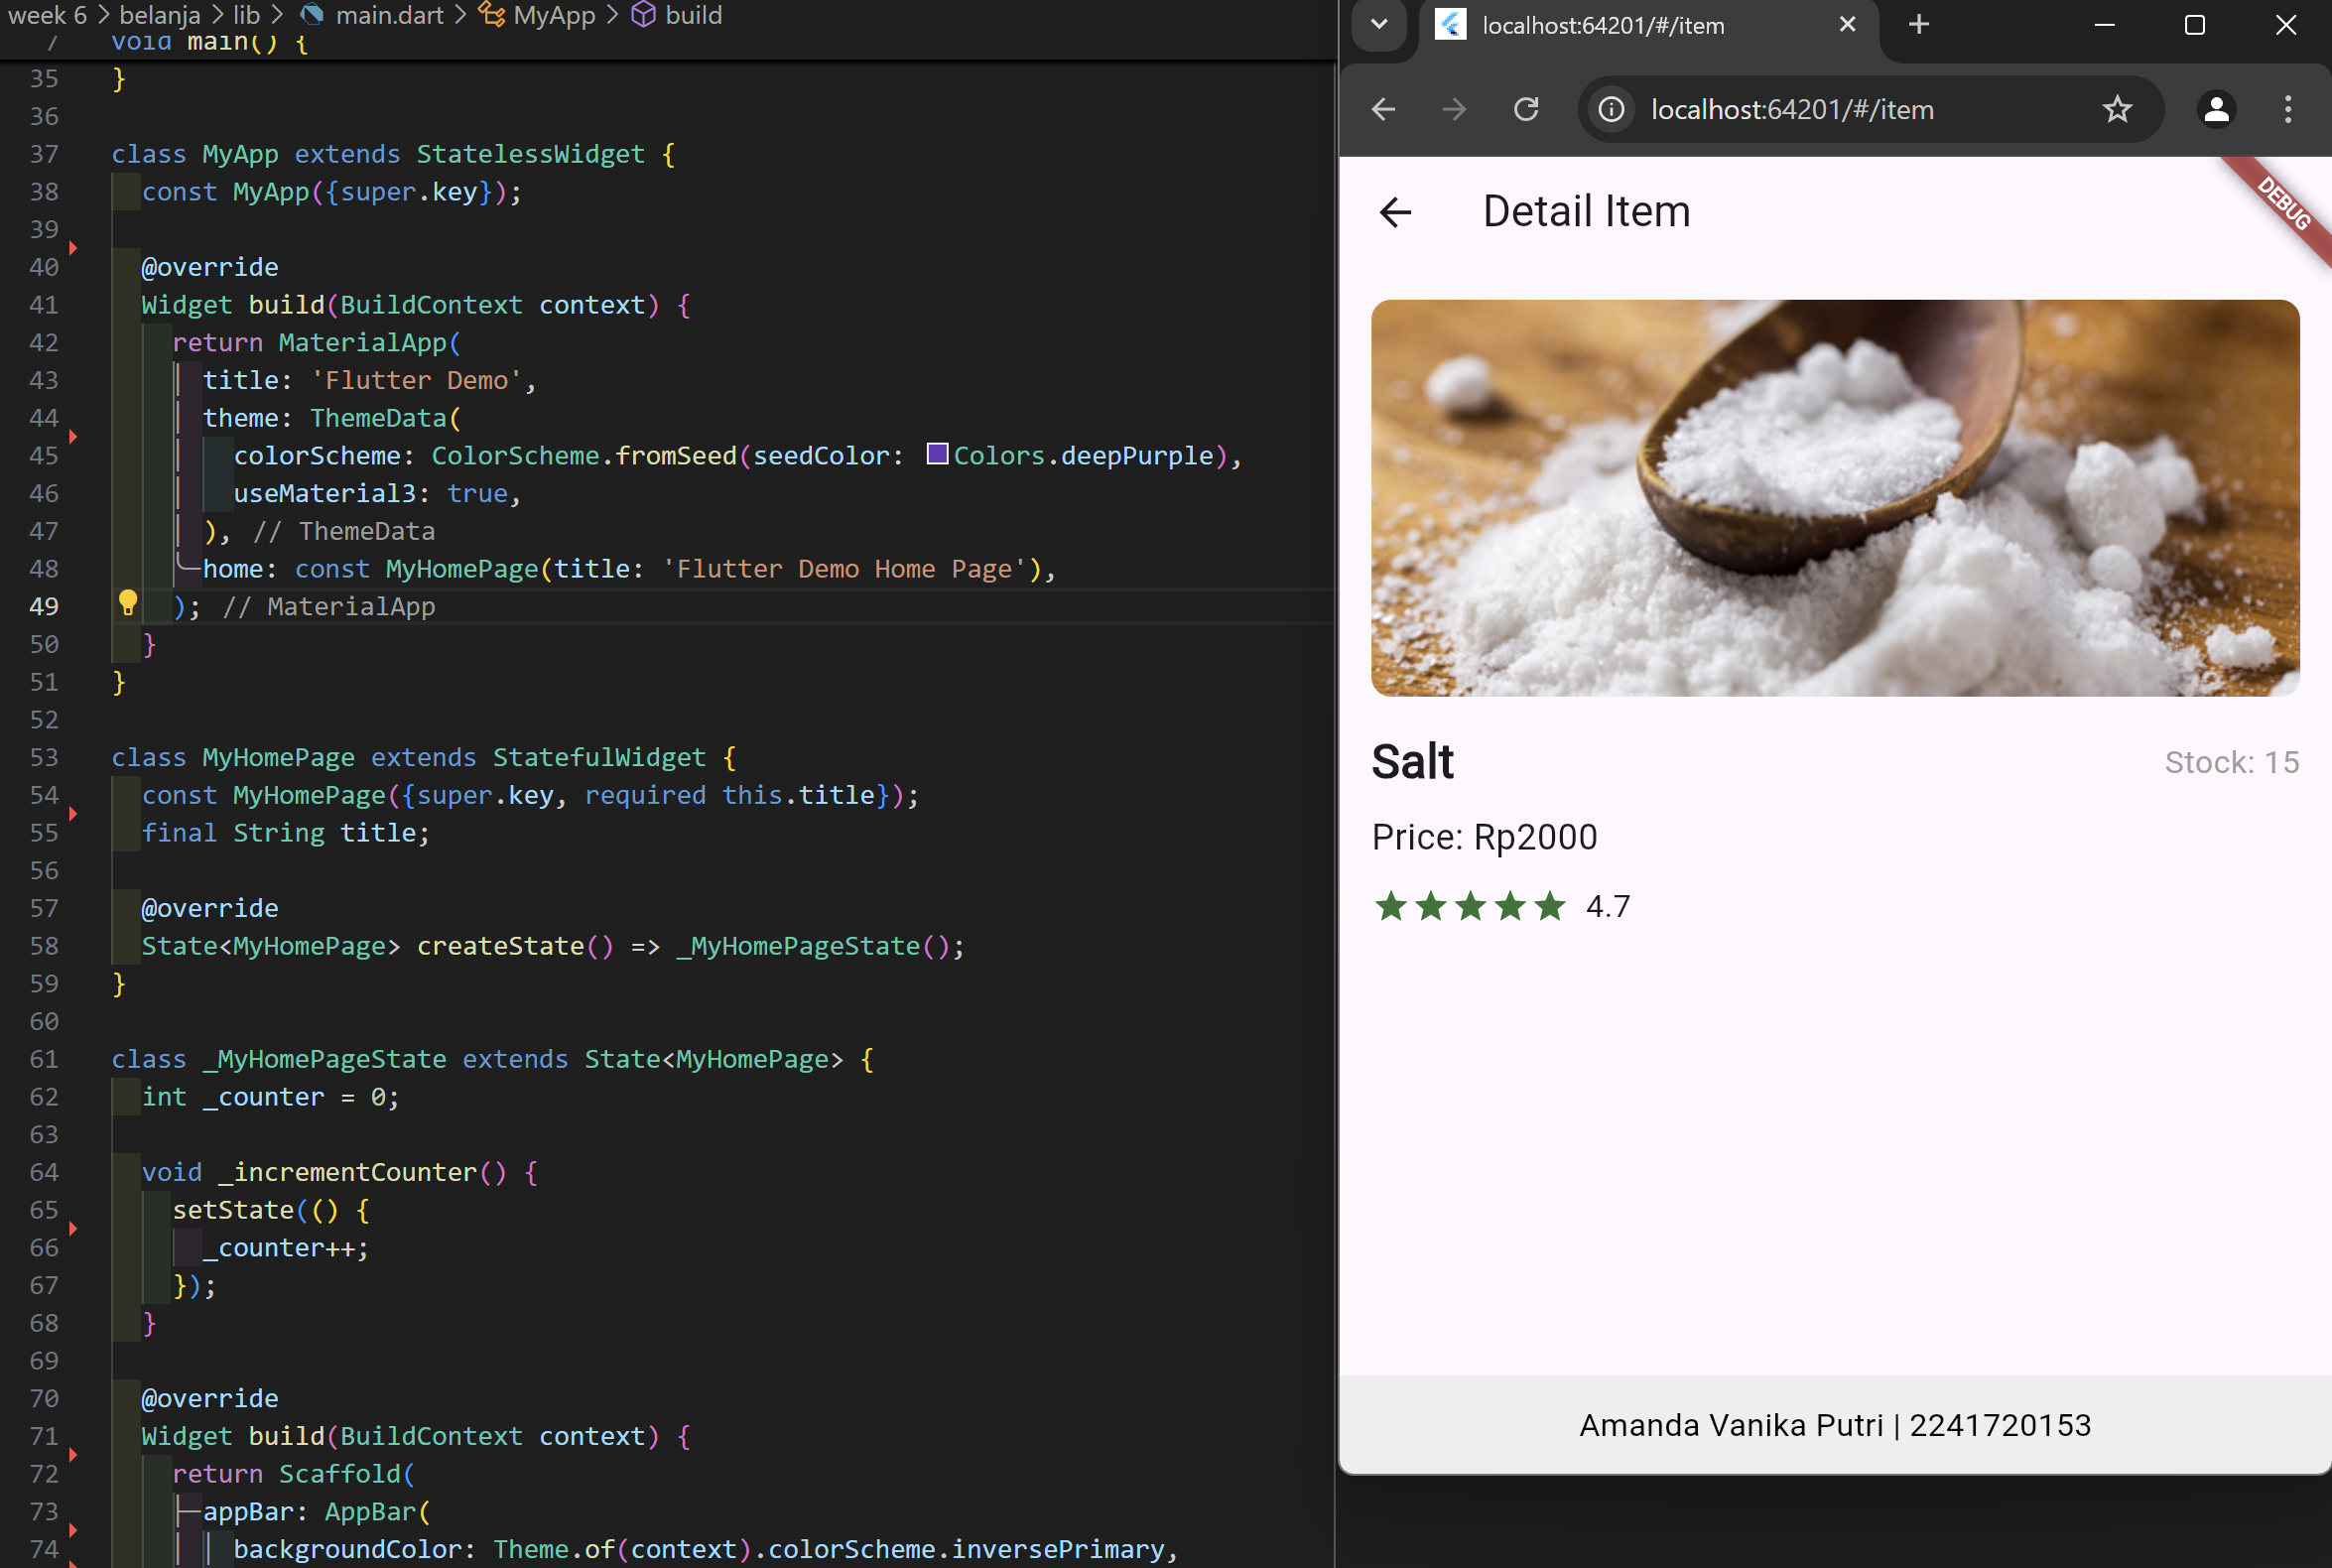 week 6 > belanja > lib > main.dart > MyApp > build
7 void main() {
35 }
36
37 class MyApp extends StatelessWidget {
38 const MyApp({super.key});
39
40 @override
41 Widget build(BuildContext context) {
42 return MaterialApp(
43 title: 'Flutter Demo',
44 theme: ThemeData(
45 colorScheme: ColorScheme.fromSeed(seedColor: Colors.deepPurple),
46 useMaterial3: true,
47 ), // ThemeData
48 home: const MyHomePage(title: 'Flutter Demo Home Page'),
49 ); // MaterialApp
50 }
51 }
52
53 class MyHomePage extends StatefulWidget {
54 const MyHomePage({super.key, required this.title});
55 final String title;
56
57 @override
58 State<MyHomePage> createState() => _MyHomePageState();
59 }
60
61 class _MyHomePageState extends State<MyHomePage> {
62 int _counter = 0;
63
64 void _incrementCounter() {
65 setState(() {
66 _counter++;
67 });
68 }
69
70 @override
71 Widget build(BuildContext context) {
72 return Scaffold(
73 appBar: AppBar(
74 backgroundColor: Theme.of(context).colorScheme.inversePrimary,
localhost:64201/#/item
localhost:64201/#/item
Detail Item
DEBUG
Salt
Stock: 15
Price: Rp2000
4.7
Amanda Vanika Putri | 2241720153